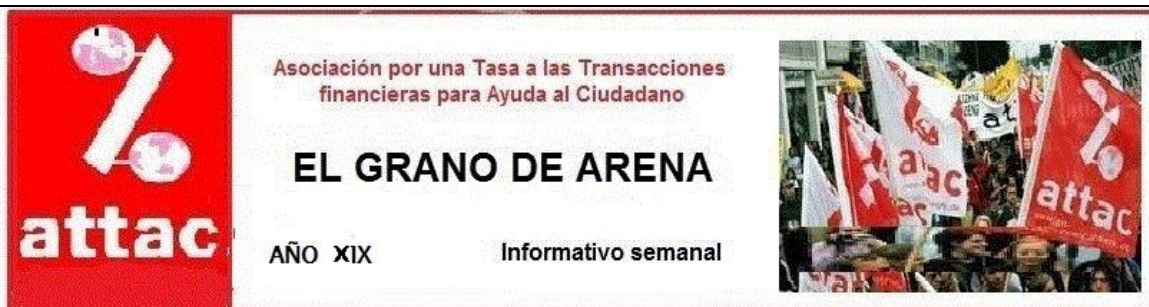 attac
Asociación por una Tasa a las Transacciones
financieras para Ayuda al Ciudadano
EL GRANO DE ARENA
AÑO XIX
Informativo semanal
attac
attac